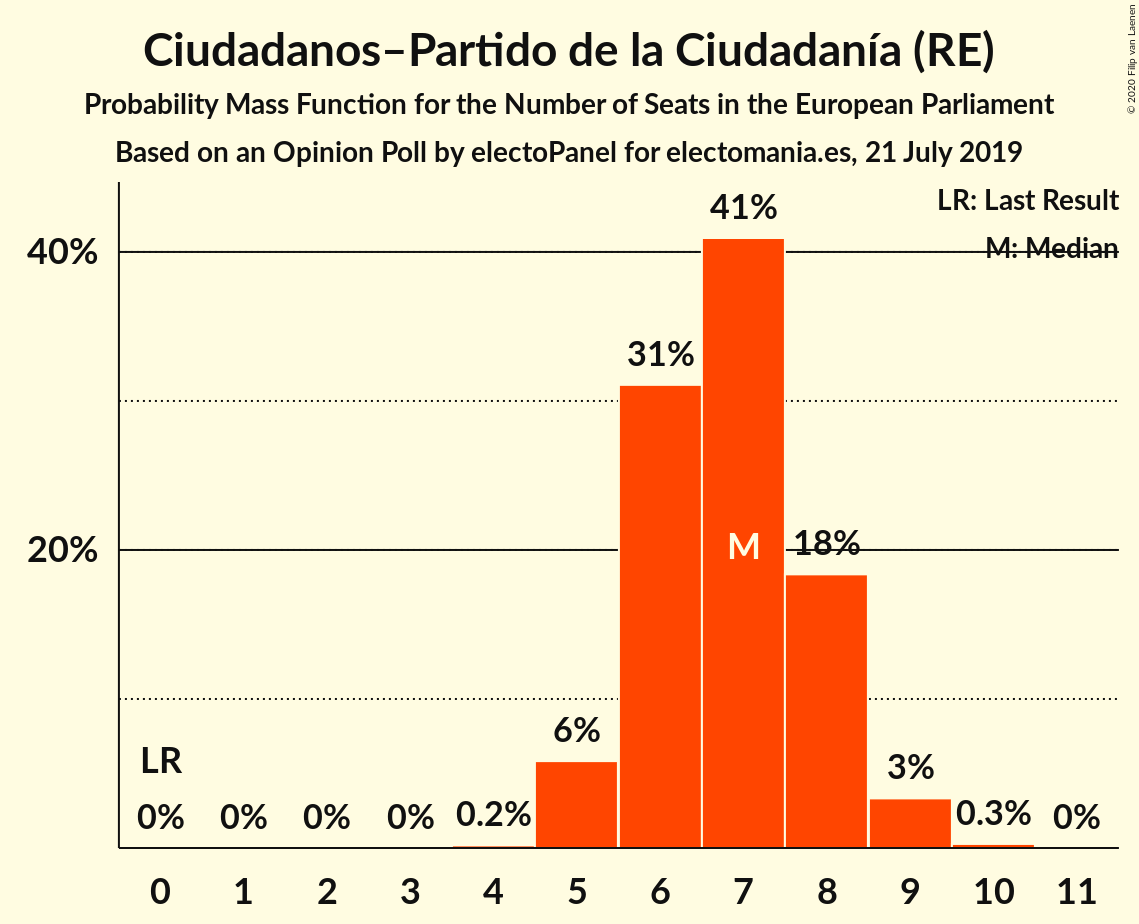 Ciudadanos–Partido de la Ciudadanía (RE)
Probability Mass Function for the Number of Seats in the European Parliament
Based on an Opinion Poll by electoPanel for electomania.es, 21 July 2019
© 2020 Filip van Laenen
LR: Last Result
M: Median
41%
40%
31%
M
18%
20%
6%
LR
3%
0% 0% 0% 0% 0.2% 0.3% 0%
0 1 2 3 4 5 6 7 8 9 10 11